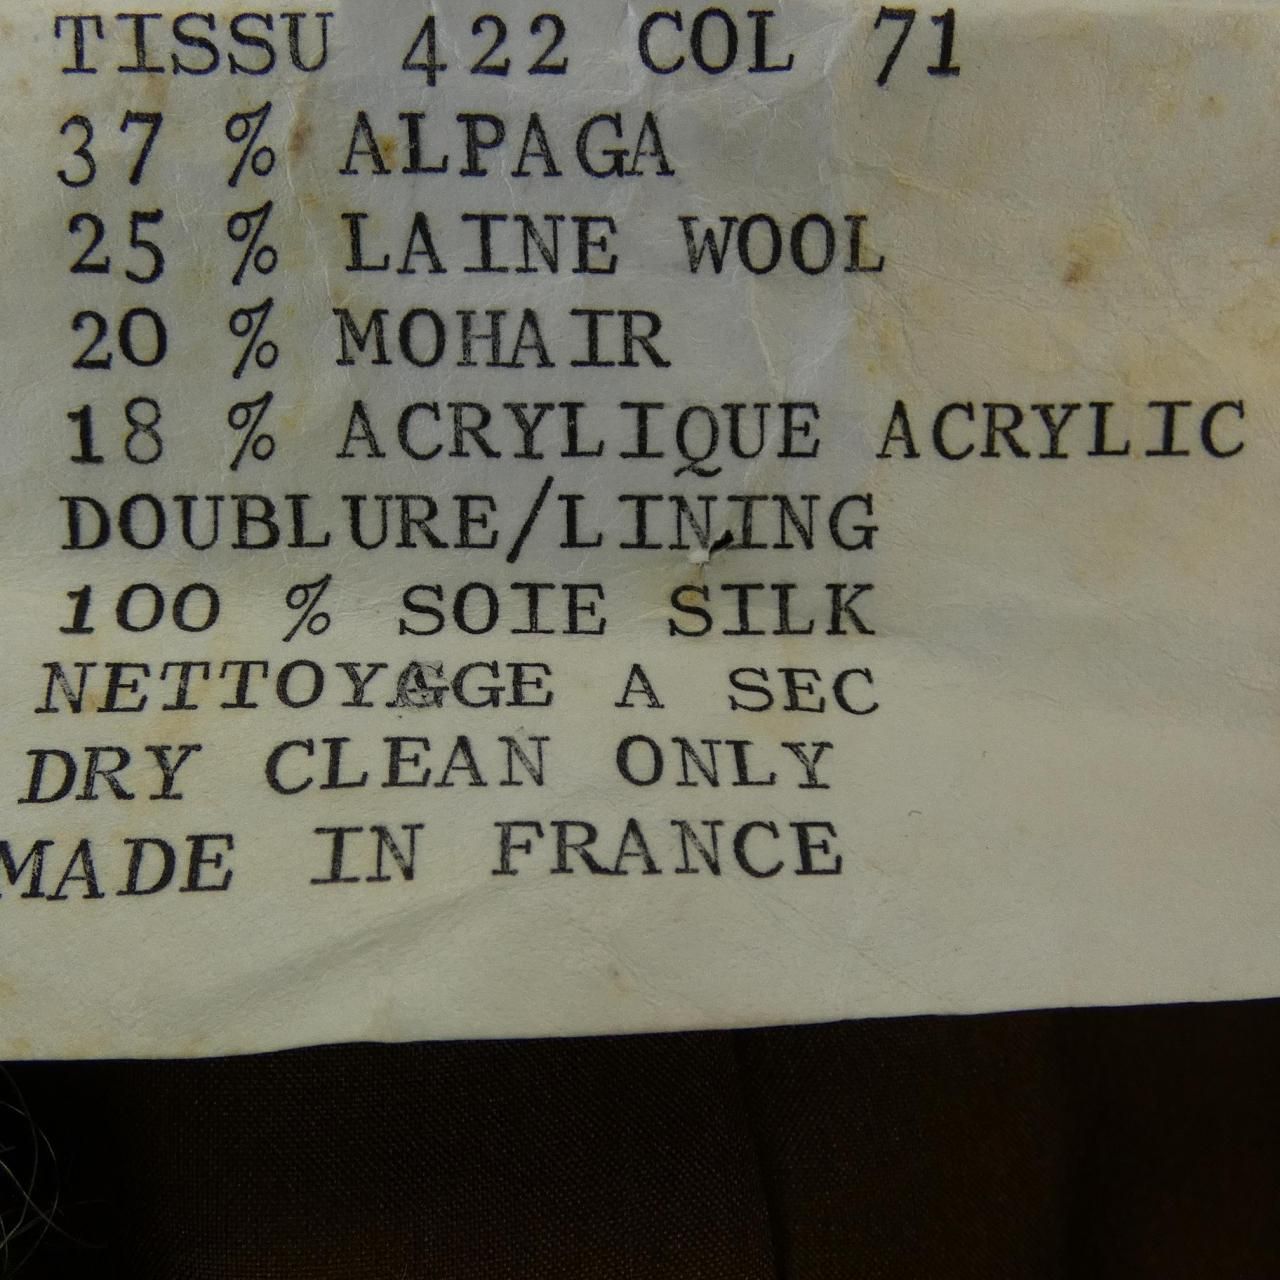 TISSU 422 COL 71
37 % ALPAGA
25 % LAINE WOOL
20 % MOHAIR
18 % ACRYLIQUE ACRYLIC
DOUBLURE/LINING
100 % SOIE SILK
NETTOYAGGE A SEC
DRY CLEAN ONLY
MADE IN FRANCE